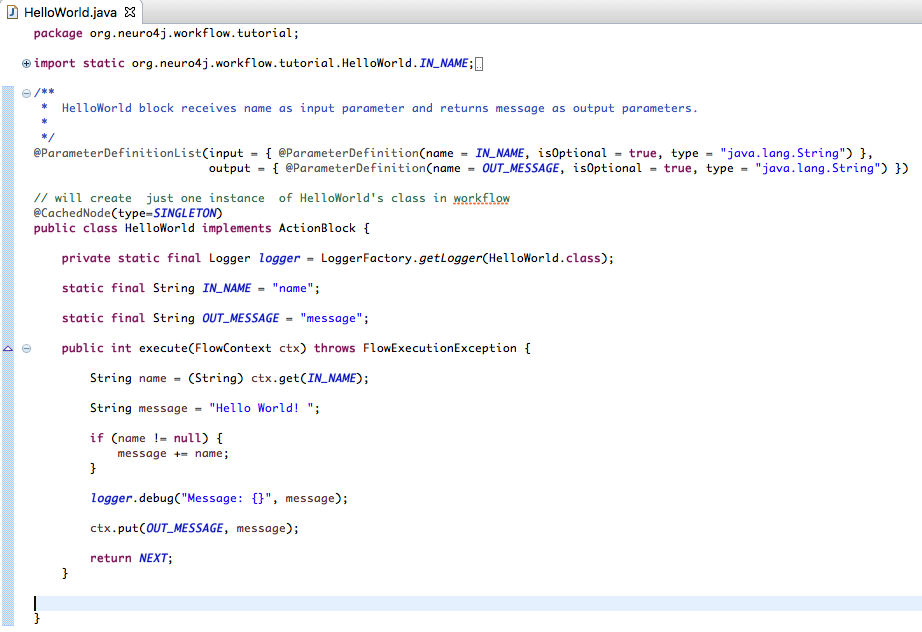 HelloWorld.java
package org.neuro4j.workflow.tutorial;
import static org.neuro4j.workflow.tutorial.HelloWorld.IN_NAME;
/**
 *  HelloWorld block receives name as input parameter and returns message as output parameters.
 *
 */
@ParameterDefinitionList(input = { @ParameterDefinition(name = IN_NAME, isOptional = true, type = "java.lang.String") },
                         output = { @ParameterDefinition(name = OUT_MESSAGE, isOptional = true, type = "java.lang.String") })
// will create  just one instance  of HelloWorld's class in workflow
@CachedNode(type=SINGLETON)
public class HelloWorld implements ActionBlock {
    private static final Logger logger = LoggerFactory.getLogger(HelloWorld.class);
    static final String IN_NAME = "name";
    static final String OUT_MESSAGE = "message";
    public int execute(FlowContext ctx) throws FlowExecutionException {
        String name = (String) ctx.get(IN_NAME);
        String message = "Hello World! ";
        if (name != null) {
            message += name;
        }
        logger.debug("Message: {}", message);
        ctx.put(OUT_MESSAGE, message);
        return NEXT;
    }
}